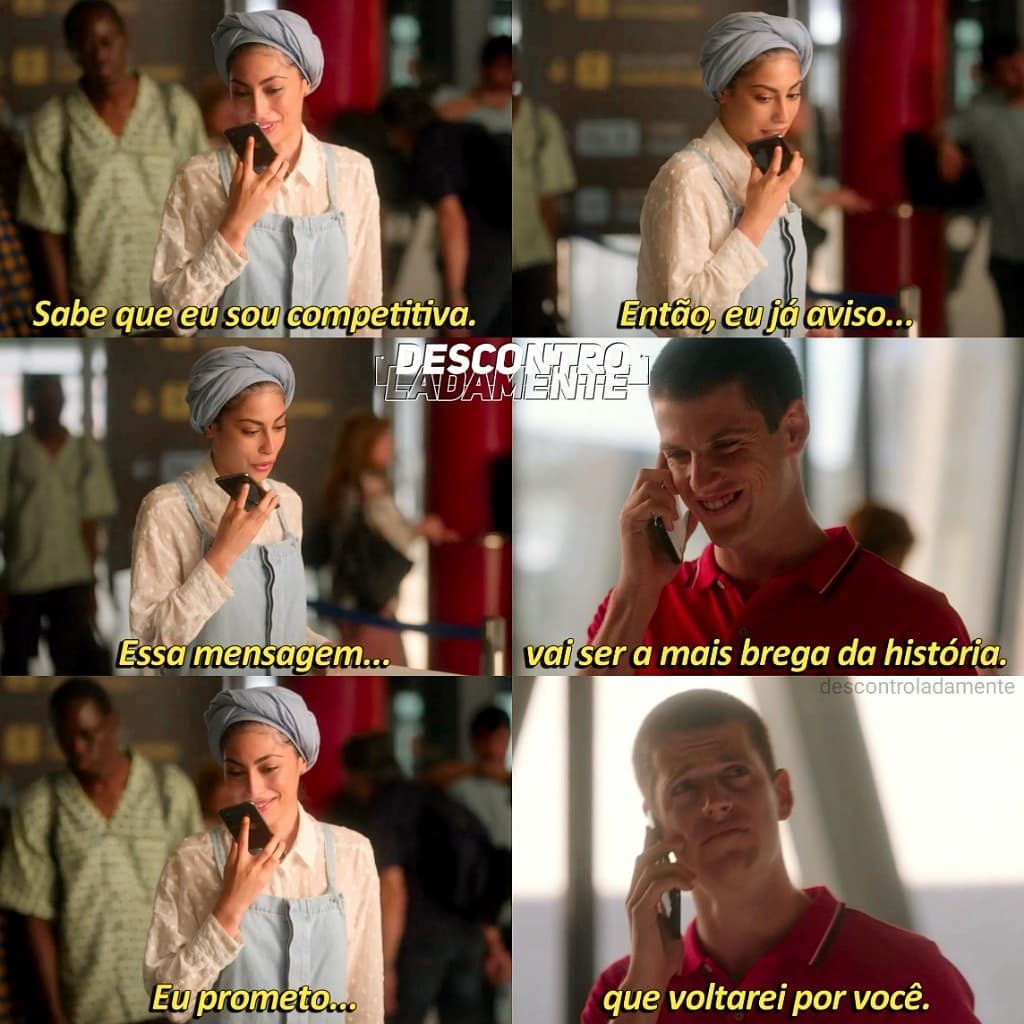 Sabe que eu sou competitiva.
Então, eu já aviso...
DESCONTRO
LADAMENTE
Essa mensagem...
vai ser a mais brega da história.
descontroladamente
Eu prometo...
que voltarei por você.